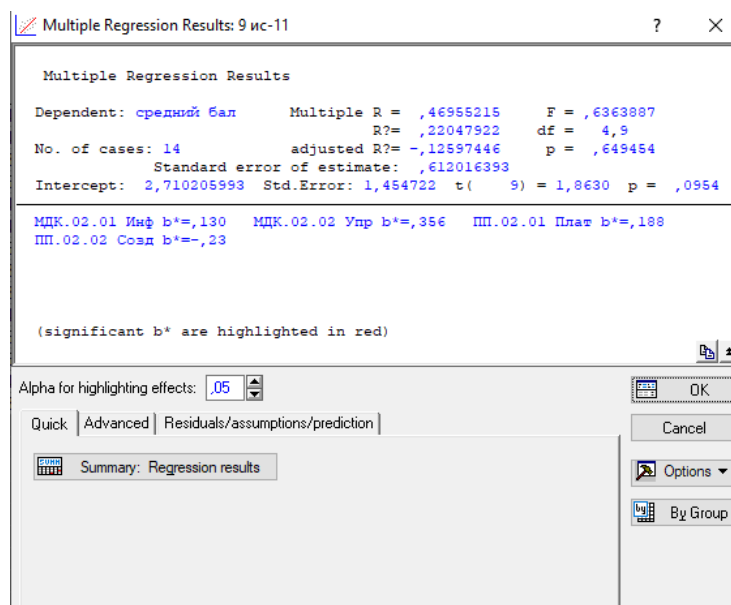 Multiple Regression Results: 9 ис-11 ? ×
Multiple Regression Results
Dependent: средний бал Multiple R = ,46955215 F = ,6363887
R?= ,22047922 df = 4,9
No. of cases: 14 adjusted R?= -,12597446 p = ,649454
Standard error of estimate: ,612016393
Intercept: 2,710205993 Std.Error: 1,454722 t( 9) = 1,8630 p = ,0954
МДК.02.01 Инф b*=,130 МДК.02.02 Упр b*=,356 ПП.02.01 Плат b*=,188
ПП.02.02 Созд b*=-,23
(significant b* are highlighted in red)
Alpha for highlighting effects: ,05
OK
Quick Advanced Residuals/assumptions/prediction
Cancel
Summary: Regression results
Options
By Group